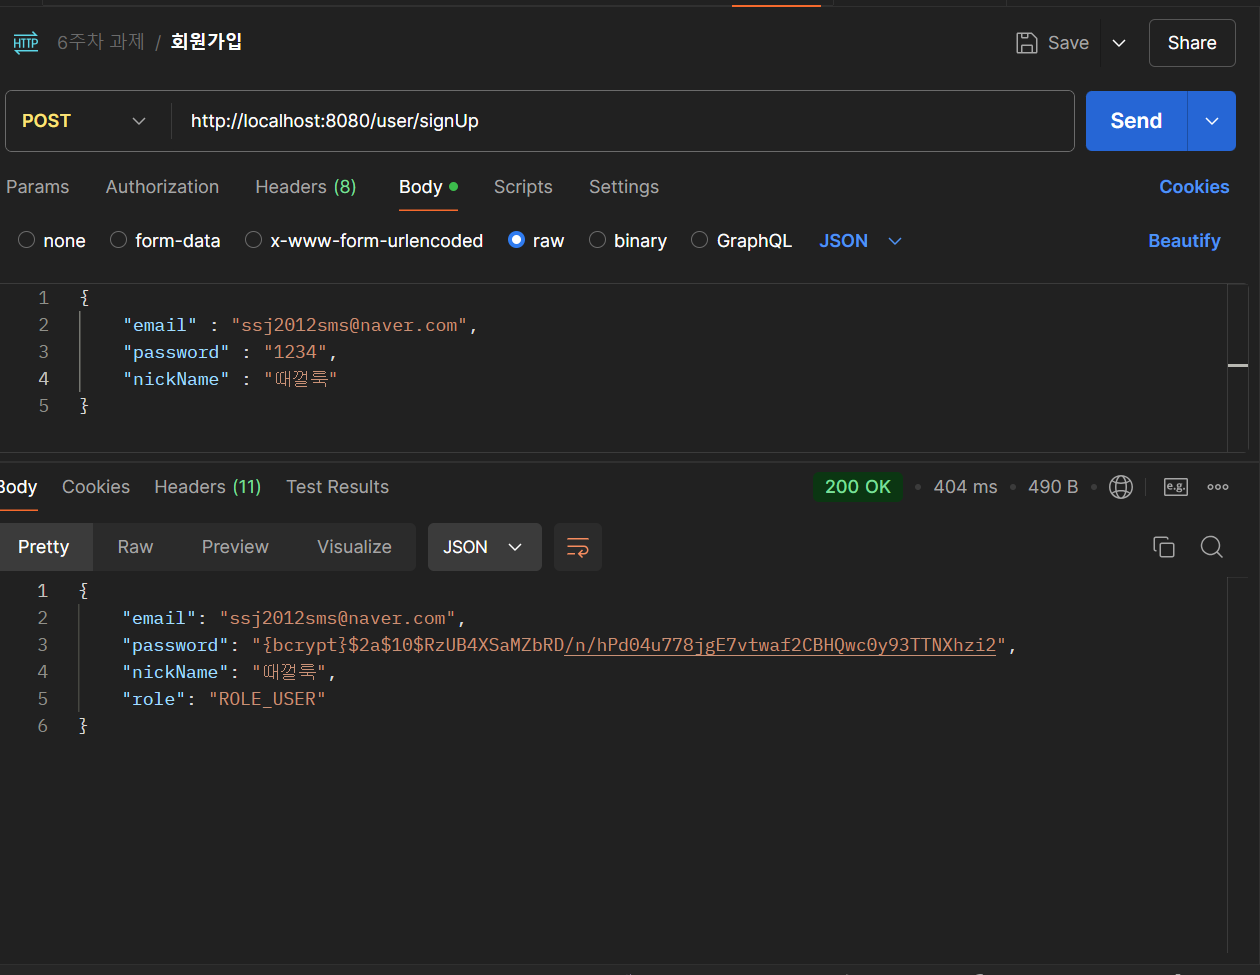 HTTP 6주차 과제 / 회원가입 Save Share
POST http://localhost:8080/user/signUp Send
Params Authorization Headers (8) Body Scripts Settings Cookies
none form-data x-www-form-urlencoded raw binary GraphQL JSON Beautify
1 {
2 "email" : "ssj2012sms@naver.com",
3 "password" : "1234",
4 "nickName" : "때껄룩"
5 }
Body Cookies Headers (11) Test Results 200 OK • 404 ms • 490 B • e.g.
Pretty Raw Preview Visualize JSON
1 {
2 "email": "ssj2012sms@naver.com",
3 "password": "{bcrypt}$2a$10$RzUB4XSaMZbRD/n/hPd04u778jgE7vtwaf2CBHQwc0y93TTNXhzi2",
4 "nickName": "때껄룩",
5 "role": "ROLE_USER"
6 }